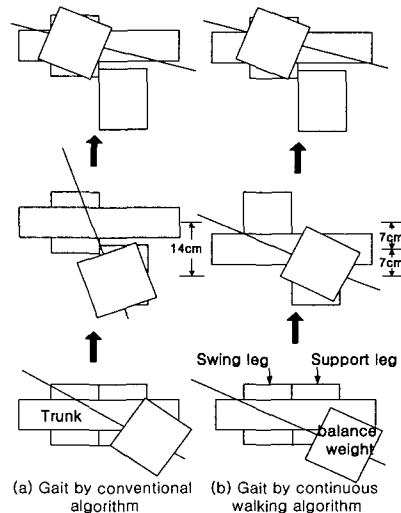 14cm
7cm
7cm
Swing leg
Support leg
Trunk
balance
weight
(a) Gait by conventional
algorithm
(b) Gait by continuous
walking algorithm